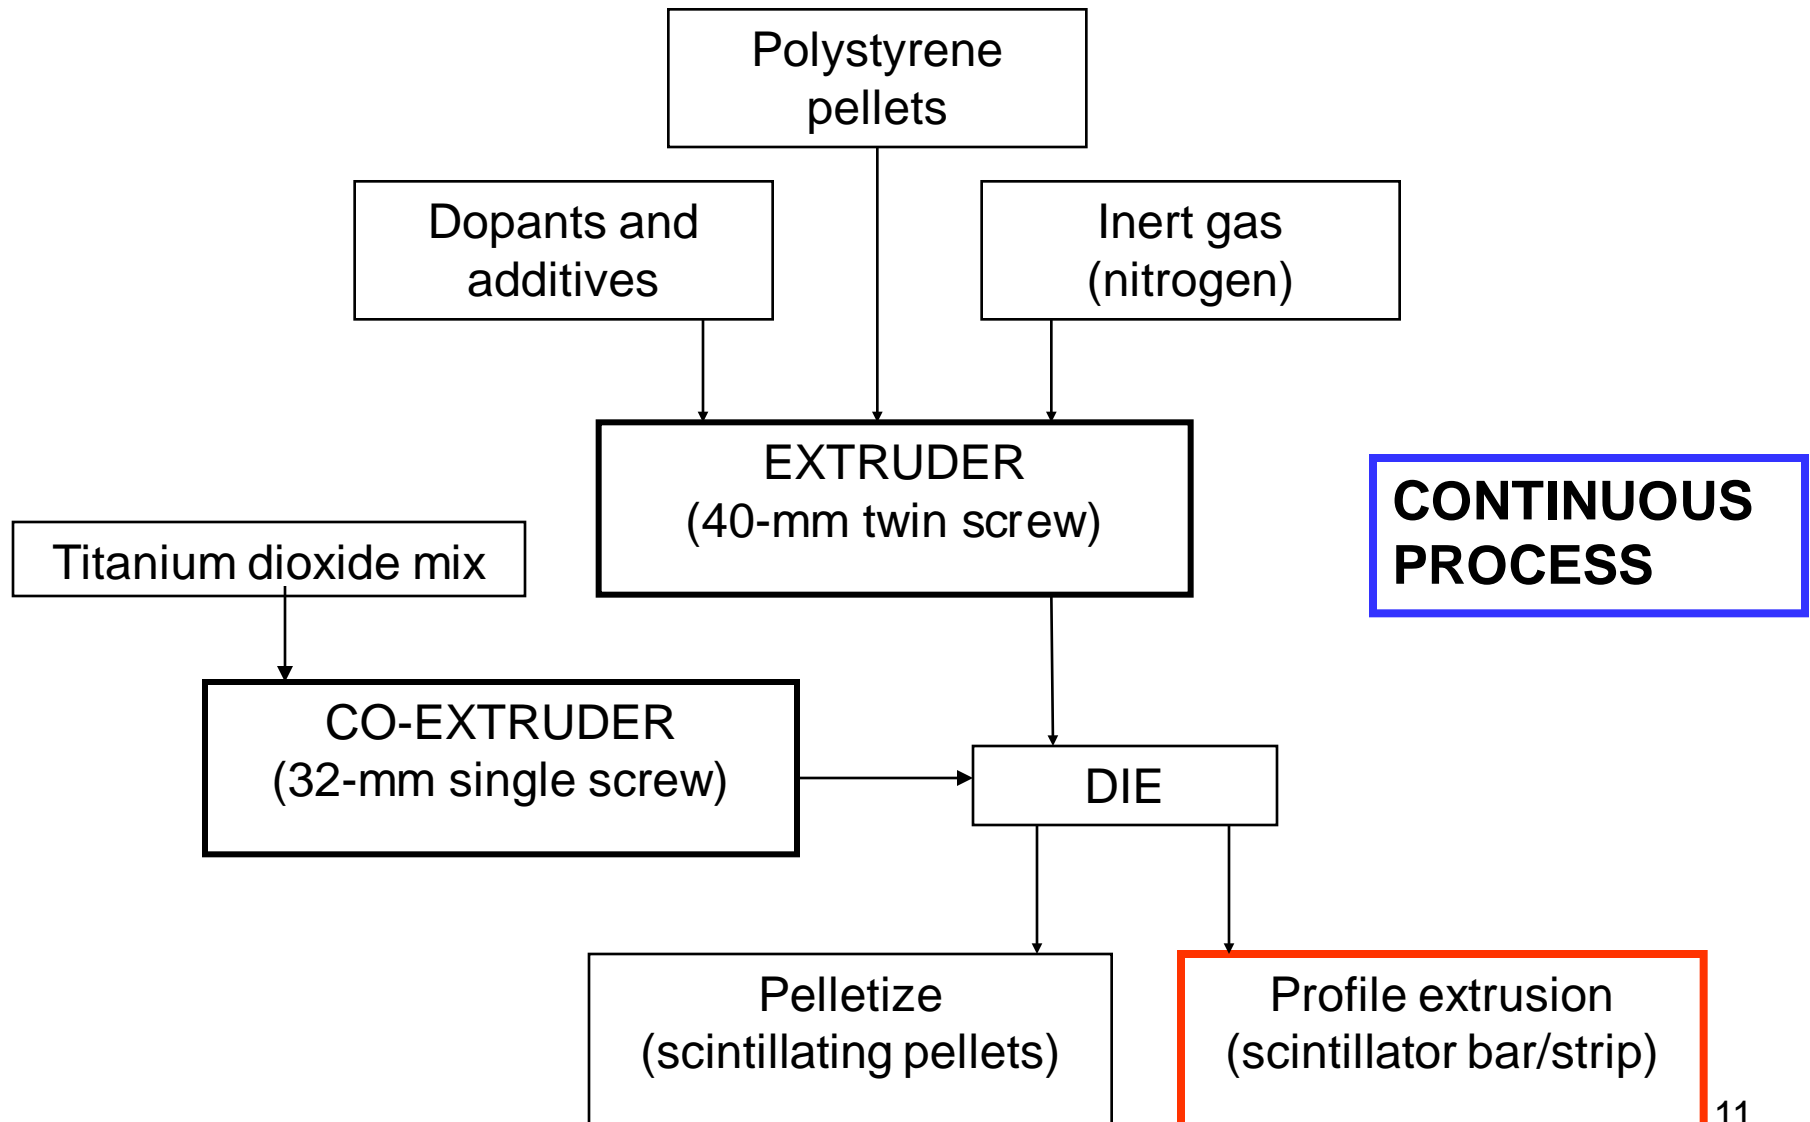 Polystyrene
pellets
Dopants and
additives
Inert gas
(nitrogen)
EXTRUDER
(40-mm twin screw)
CONTINUOUS
PROCESS
Titanium dioxide mix
CO-EXTRUDER
(32-mm single screw)
DIE
Pelletize
(scintillating pellets)
Profile extrusion
(scintillator bar/strip)
11